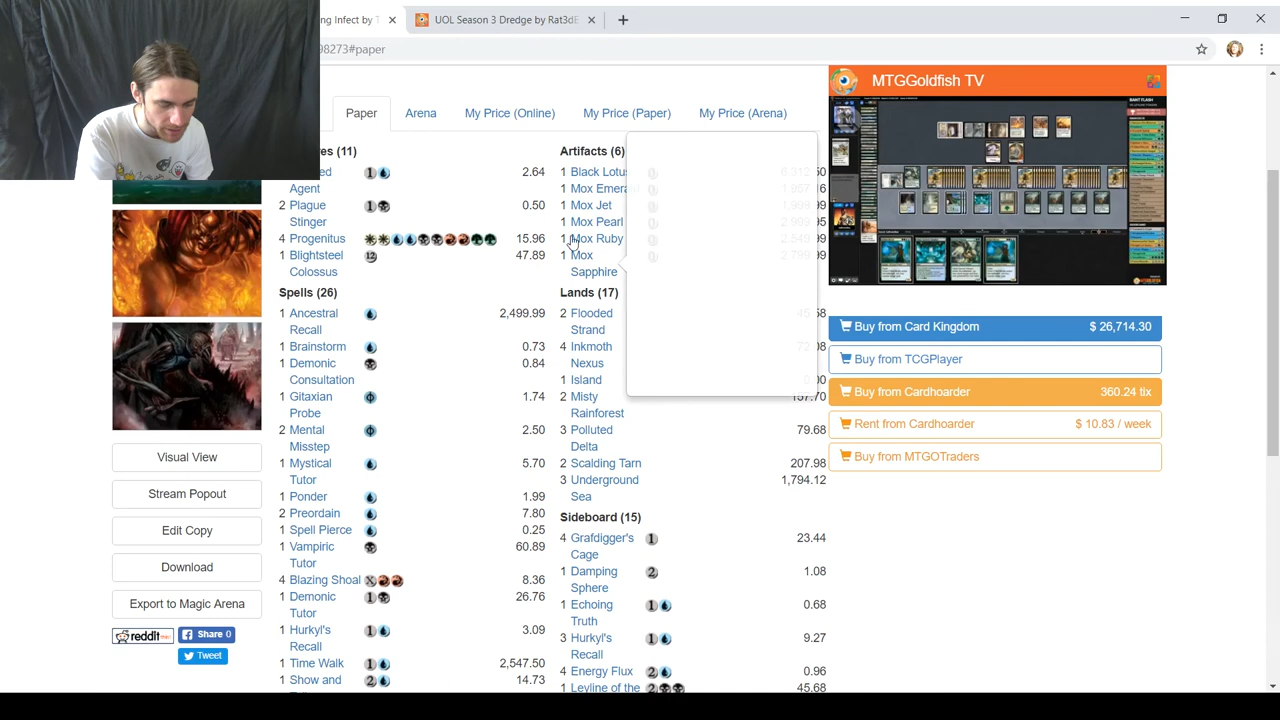 ng Infect by T
UOL Season 3 Dredge by Rat3dE
98273#paper
Paper
Arena
My Price (Online)
My Price (Paper)
My Price (Arena)
MTGGoldfish TV
(11)
2.64
Agent
2 Plague 0.50
Stinger
4 Progenitus 15.96
1 Blightsteel 12 47.89
Colossus
Spells (26)
1 Ancestral 2,499.99
Recall
1 Brainstorm 0.73
1 Demonic 0.84
Consultation
1 Gitaxian 1.74
Probe
2 Mental 2.50
Misstep
1 Mystical 5.70
Tutor
1 Ponder 1.99
2 Preordain 7.80
1 Spell Pierce 0.25
1 Vampiric 60.89
Tutor
4 Blazing Shoal X 8.36
1 Demonic 1 26.76
Tutor
1 Hurkyl's 1 3.09
Recall
1 Time Walk 1 2,547.50
1 Show and 2 14.73
Artifacts (6)
1 Black Lotus
1 Mox Emerald
1 Mox Jet
1 Mox Pearl
1 Mox Ruby
1 Mox
Sapphire
Lands (17)
2 Flooded
Strand
4 Inkmoth
Nexus
1 Island
2 Misty
Rainforest
3 Polluted 79.68
Delta
2 Scalding Tarn 207.98
3 Underground 1,794.12
Sea
Sideboard (15)
4 Grafdigger's 1 23.44
Cage
1 Damping 2 1.08
Sphere
1 Echoing 1 0.68
Truth
3 Hurkyl's 1 9.27
Recall
4 Energy Flux 2 0.96
1 Leyline of the 2 45.68
Buy from Card Kingdom $ 26,714.30
Buy from TCGPlayer
Buy from Cardhoarder 360.24 tix
Rent from Cardhoarder $ 10.83 / week
Buy from MTGOTraders
Visual View
Stream Popout
Edit Copy
Download
Export to Magic Arena
reddit
Share 0
Tweet